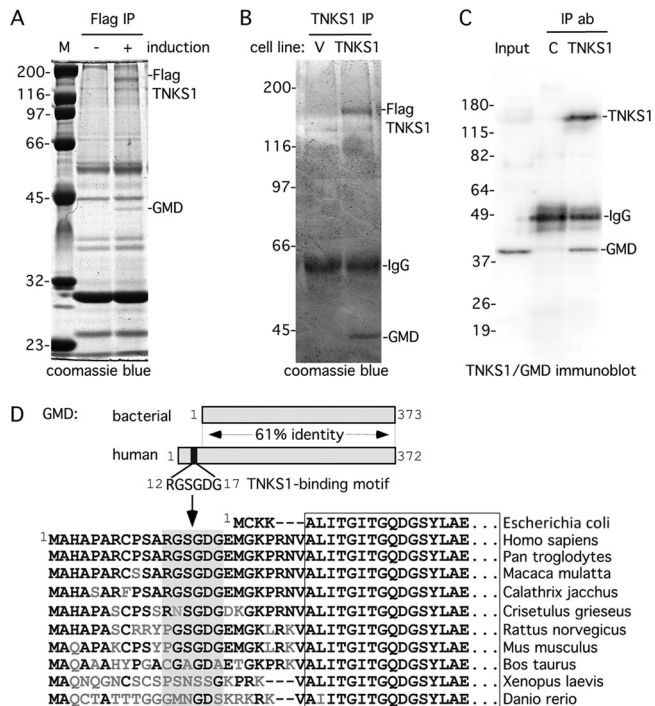 A
Flag IP
M - + induction
200-
116-
97-
66-
45-
32-
23-
-Flag
TNKS1
-GMD
coomassie blue
B
TNKS1 IP
cell line: V TNKS1
200-
116-
97-
66-
45-
-Flag
TNKS1
-IgG
-GMD
coomassie blue
C
IP ab
Input C TNKS1
180-
115-
82-
64-
49-
37-
26-
19-
-TNKS1
-IgG
-GMD
TNKS1/GMD immunoblot
D GMD:
bacterial 1 373
61% identity
human 1 372
12 RGSGDG 17 TNKS1-binding motif
1 MCKK---ALITGITGQDGSYLAE... Escherichia coli
1 MAHAPARCPSARGSGDGEMGKPRNVALITGITGQDGSYLAE... Homo sapiens
MAHAPARCPSARGSGDGEMGKPRNVALITGITGQDGSYLAE... Pan troglodytes
MAHAPARCSSARGSGDGEMGKPRNVALITGITGQDGSYLAE... Macaca mulatta
MAHASARFPSARGSGDGEMGKPRNVALITGITGQDGSYLAE... Calathrix jacchus
MAHAPASCPSSRNSGDGDKGKPRNVALITGITGQDGSYLAE... Crisetulus grieseus
MAHAPASCRRYPGSGDGEMGKLRKVALITGITGQDGSYLAE... Rattus norvegicus
MAQAPAKCPSYPGSGDGEMGKLRKVALITGITGQDGSYLAE... Mus musculus
MAQAAAHYPGACGAGDAETGKPRKVALITGITGQDGSYLAE... Bos taurus
MAQNQGNCSCSPSNSSGKPRK---VALITGITGQDGSYLAE... Xenopus laevis
MAQCTATTTGGGMNGDSKRKRK--VAIITGITGQDGSYLAE... Danio rerio